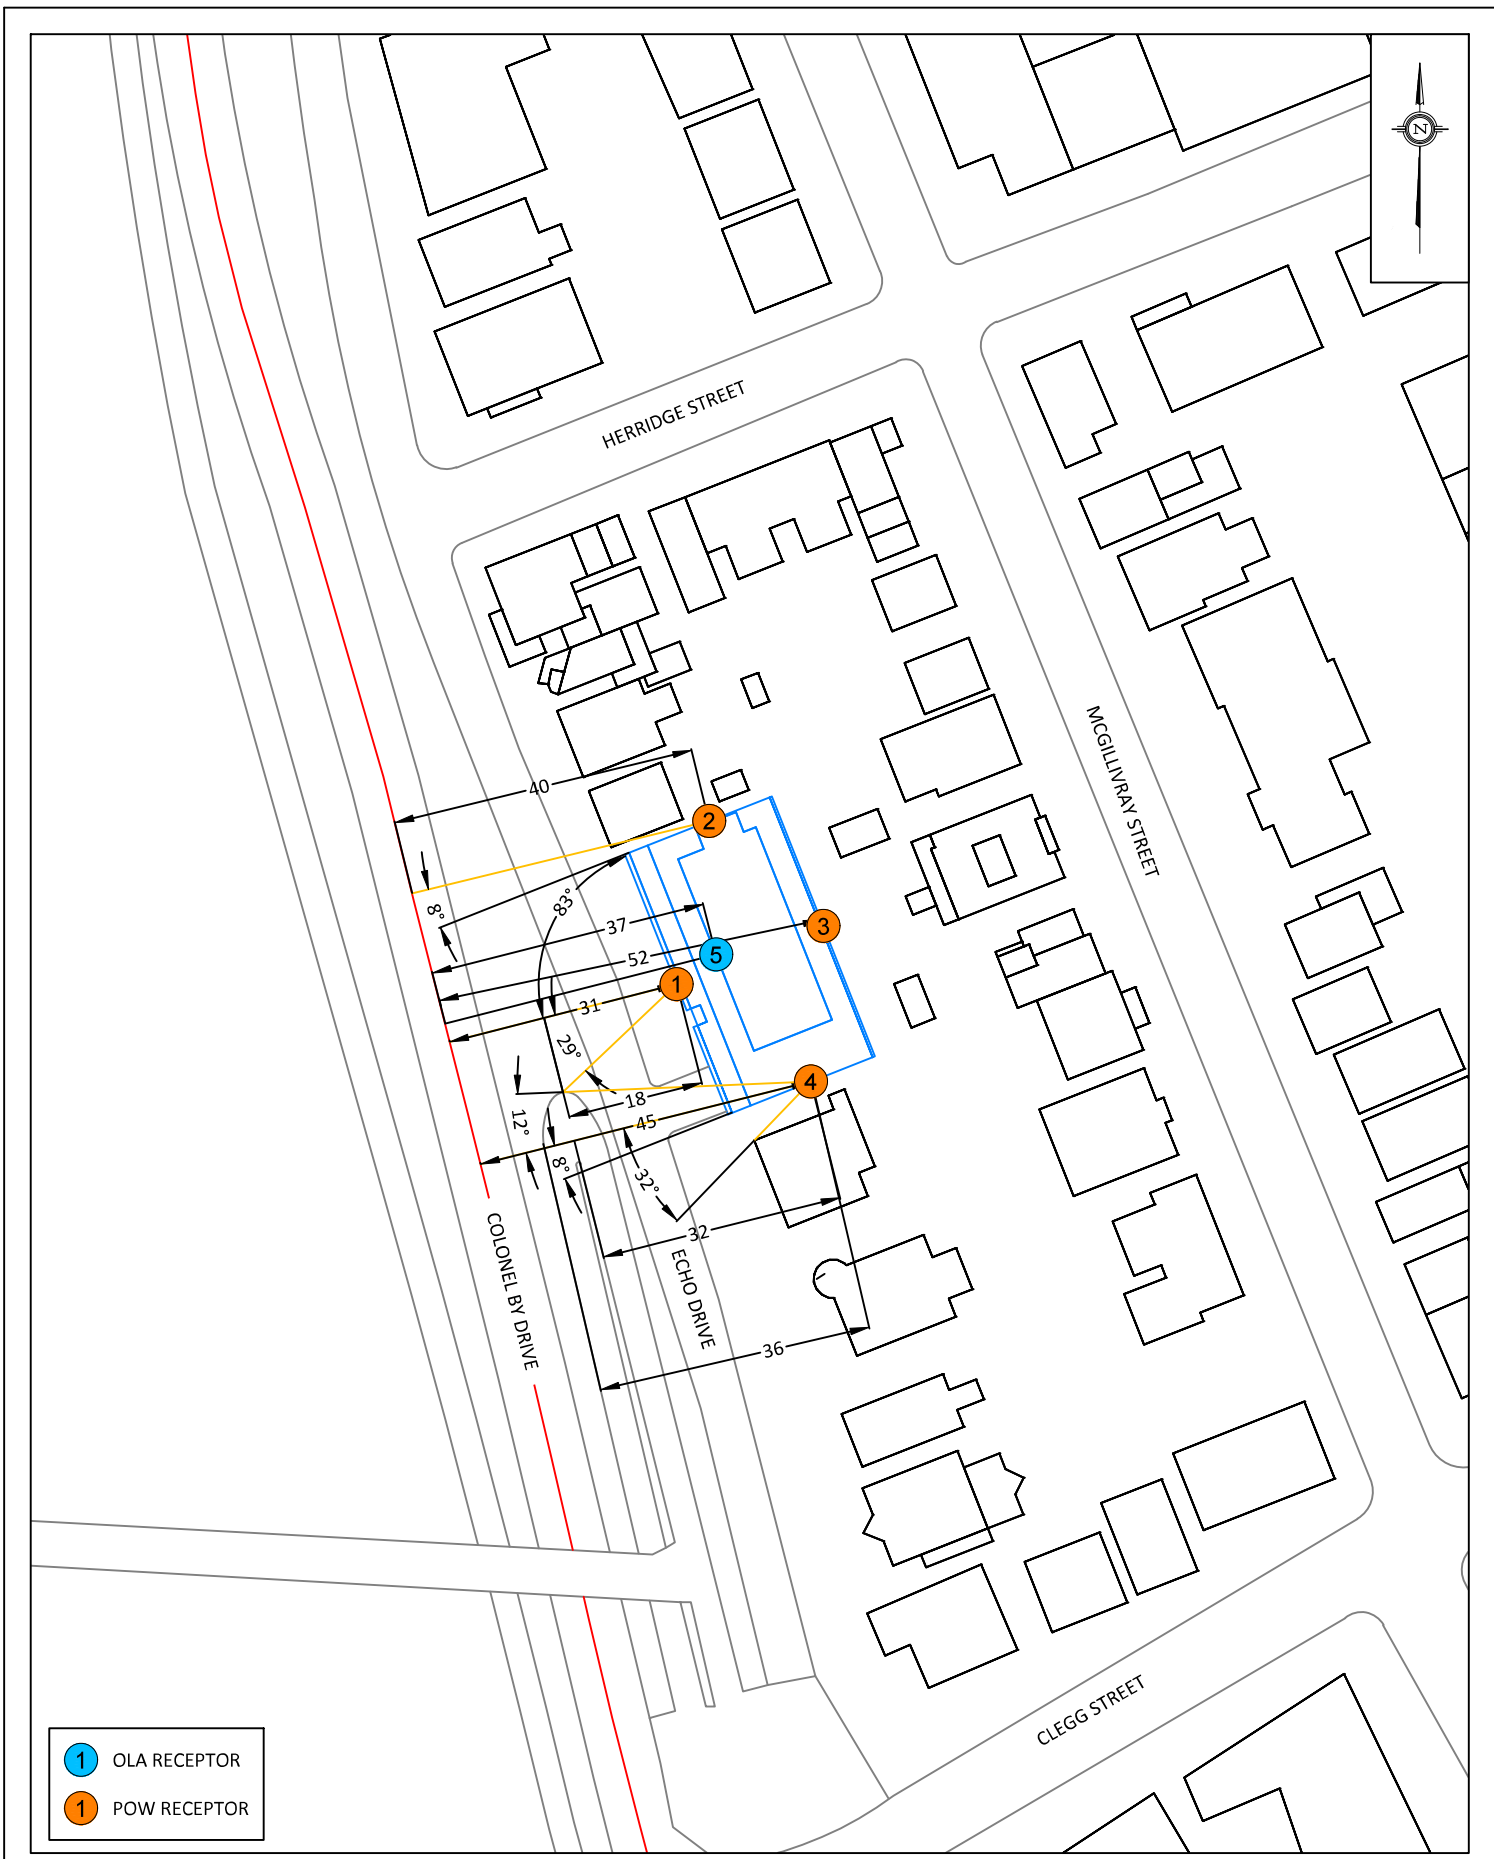 N
HERRIDGE STREET
MCGILLIVRAY STREET
40
2
83°
8°
37
3
52
5
1
31
29°
4
18
12°
45
8°
32°
32
COLONEL BY DRIVE
ECHO DRIVE
36
CLEGG STREET
1 OLA RECEPTOR
1 POW RECEPTOR